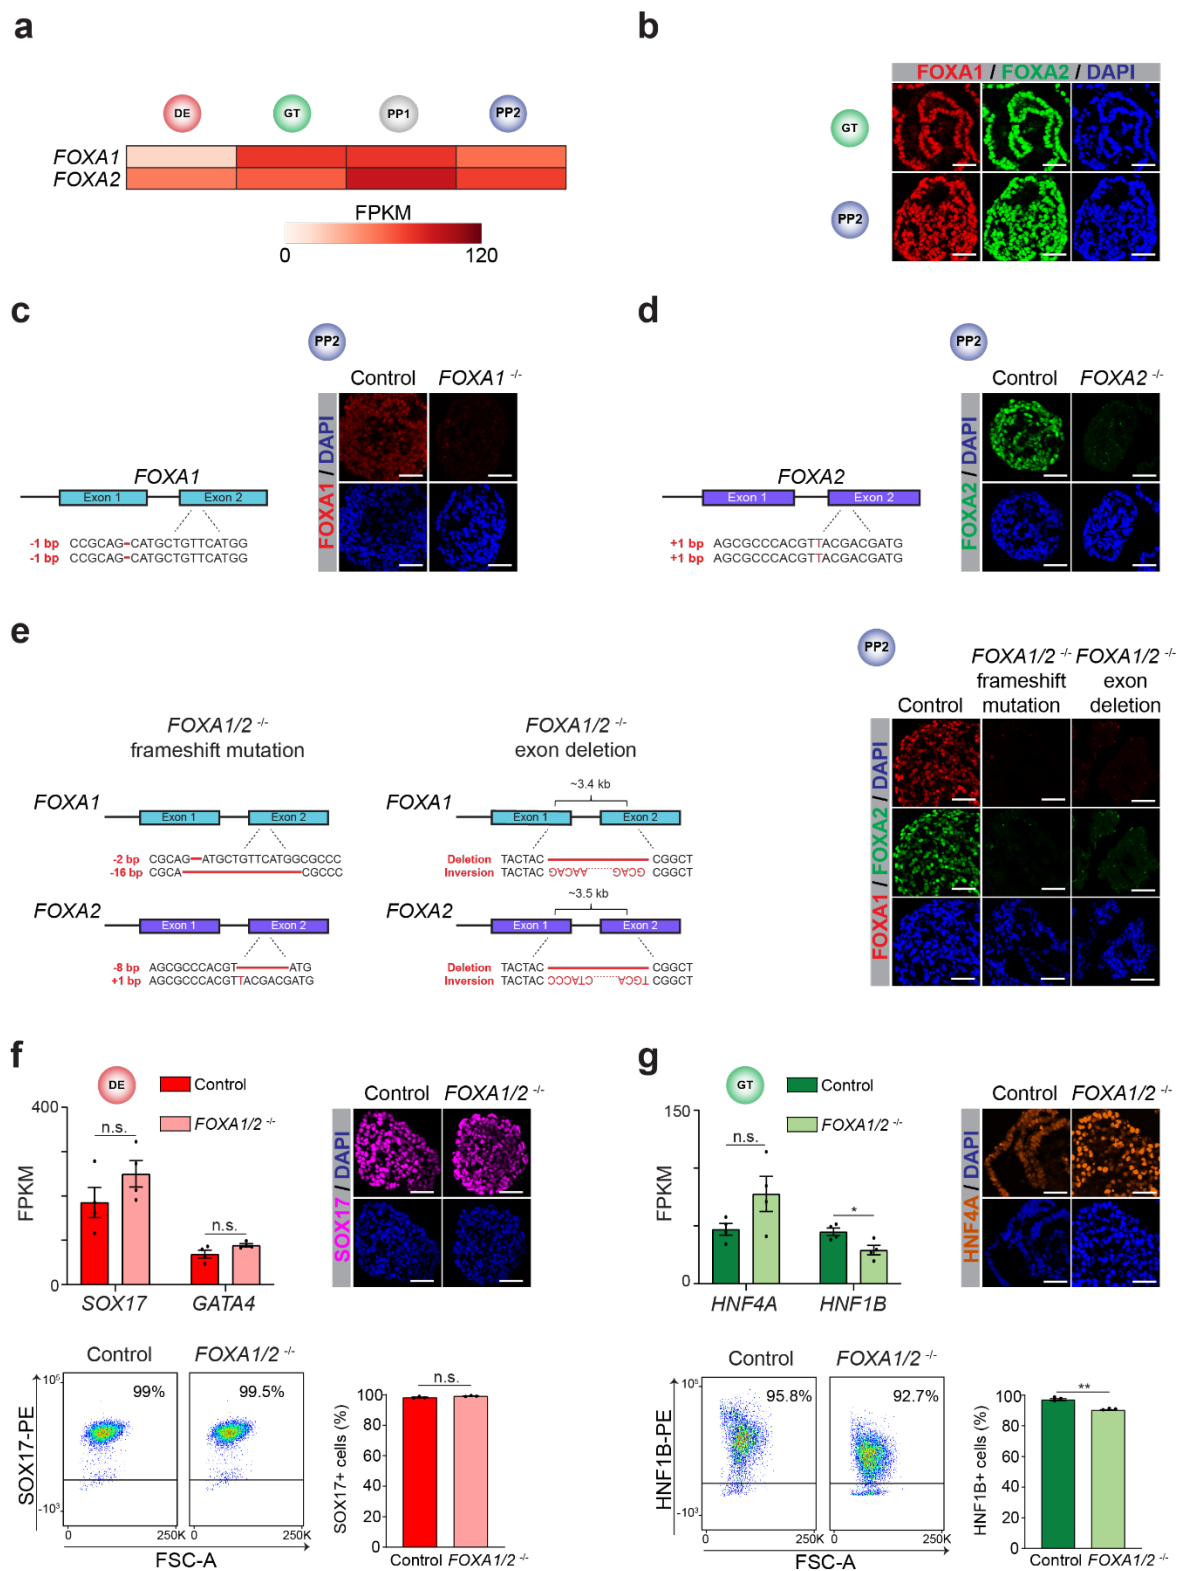 a
DE GT PP1 PP2
FOXA1
FOXA2
FPKM
0 120
b
FOXA1 / FOXA2 / DAPI
GT
PP2
c
PP2
Control FOXA1 -/-
FOXA1 / DAPI
FOXA1
Exon 1 Exon 2
-1 bp CCGCAG-CATGCTGTTCATGG
-1 bp CCGCAG-CATGCTGTTCATGG
d
PP2
Control FOXA2 -/-
FOXA2 / DAPI
FOXA2
Exon 1 Exon 2
+1 bp AGCGCCCACGTTACGACGATG
+1 bp AGCGCCCACGTTACGACGATG
e
FOXA1/2 -/-
frameshift mutation
FOXA1
Exon 1 Exon 2
-2 bp CGCAG ATGCTGTTCATGGCGCCC
-16 bp CGCA CGCCC
FOXA2
Exon 1 Exon 2
-8 bp AGCGCCCACGT ATG
+1 bp AGCGCCCACGTTACGACGATG
FOXA1/2 -/-
exon deletion
~3.4 kb
FOXA1
Exon 1 Exon 2
Deletion TACTAC CGGCT
Inversion TACTAC GACAA GACG CGGCT
~3.5 kb
FOXA2
Exon 1 Exon 2
Deletion TACTAC CGGCT
Inversion TACTAC CCCATC ACGT CGGCT
PP2
FOXA1/2 -/- FOXA1/2 -/-
frameshift exon
Control mutation deletion
FOXA1 / FOXA2 / DAPI
f
DE
Control
FOXA1/2 -/-
400
n.s.
n.s.
FPKM
0
SOX17 GATA4
Control FOXA1/2 -/-
SOX17 / DAPI
Control FOXA1/2 -/-
10⁵
99% 99.5%
SOX17-PE
-10³
0 250K 0 250K
FSC-A
n.s.
100
80
60
40
20
0
SOX17+ cells (%)
Control FOXA1/2 -/-
g
GT
Control
FOXA1/2 -/-
150
n.s.
*
FPKM
0
HNF4A HNF1B
Control FOXA1/2 -/-
HNF4A / DAPI
Control FOXA1/2 -/-
10⁵
95.8% 92.7%
HNF1B-PE
-10³
0 250K 0 250K
FSC-A
**
100
80
60
40
20
0
HNF1B+ cells (%)
Control FOXA1/2 -/-